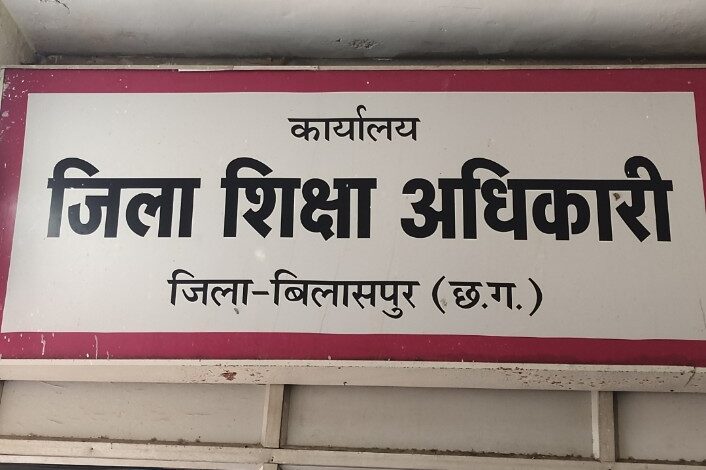 कार्यालय
जिला शिक्षा अधिकारी
जिला-बिलासपुर (छ.ग.)